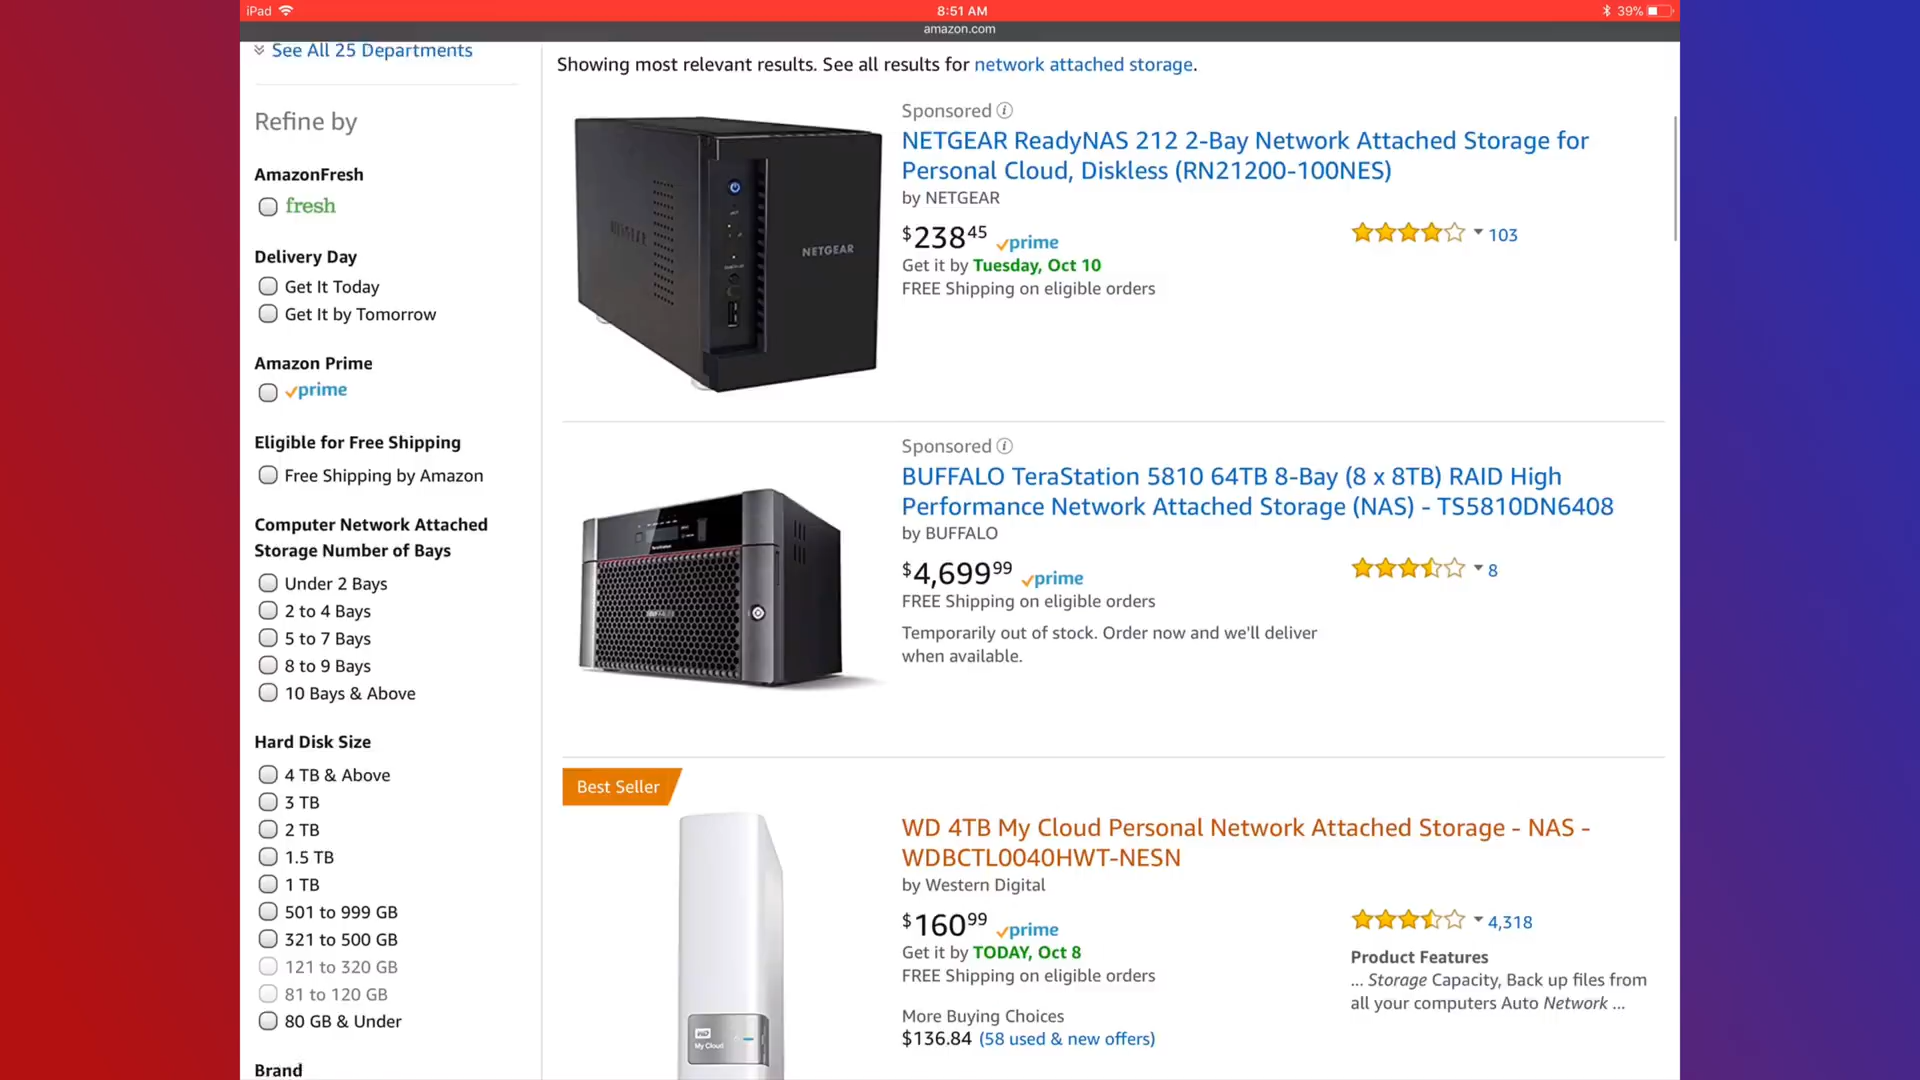 iPad
8:51 AM
39%
amazon.com
See All 25 Departments
Refine by
AmazonFresh
fresh
Delivery Day
Get It Today
Get It by Tomorrow
Amazon Prime
prime
Eligible for Free Shipping
Free Shipping by Amazon
Computer Network Attached
Storage Number of Bays
Under 2 Bays
2 to 4 Bays
5 to 7 Bays
8 to 9 Bays
10 Bays & Above
Hard Disk Size
4 TB & Above
3 TB
2 TB
1.5 TB
1 TB
501 to 999 GB
321 to 500 GB
121 to 320 GB
81 to 120 GB
80 GB & Under
Brand
Showing most relevant results. See all results for network attached storage.
NETGEAR
NETGEAR
Sponsored
NETGEAR ReadyNAS 212 2-Bay Network Attached Storage for
Personal Cloud, Diskless (RN21200-100NES)
by NETGEAR
$238.45 prime
Get it by Tuesday, Oct 10
FREE Shipping on eligible orders
103
Sponsored
BUFFALO TeraStation 5810 64TB 8-Bay (8 x 8TB) RAID High
Performance Network Attached Storage (NAS) - TS5810DN6408
by BUFFALO
$4,699.99 prime
FREE Shipping on eligible orders
Temporarily out of stock. Order now and we'll deliver
when available.
8
Best Seller
WD
My Cloud
WD 4TB My Cloud Personal Network Attached Storage - NAS -
WDBCTL0040HWT-NESN
by Western Digital
$160.99 prime
Get it by TODAY, Oct 8
FREE Shipping on eligible orders
More Buying Choices
$136.84 (58 used & new offers)
4,318
Product Features
... Storage Capacity, Back up files from
all your computers Auto Network ...